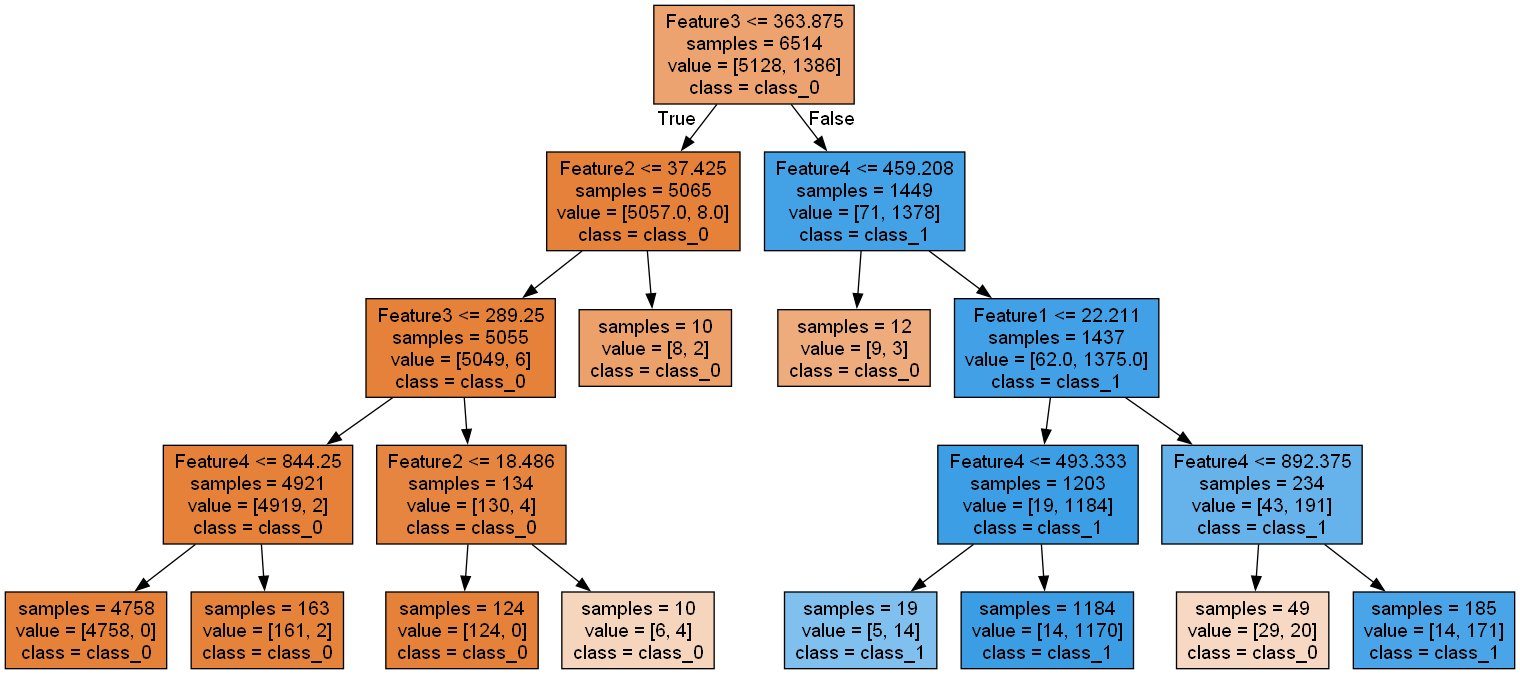 Feature3 <= 363.875
samples = 6514
value = [5128, 1386]
class = class_0
True
False
Feature2 <= 37.425
samples = 5065
value = [5057.0, 8.0]
class = class_0
Feature4 <= 459.208
samples = 1449
value = [71, 1378]
class = class_1
Feature3 <= 289.25
samples = 5055
value = [5049, 6]
class = class_0
samples = 10
value = [8, 2]
class = class_0
samples = 12
value = [9, 3]
class = class_0
Feature1 <= 22.211
samples = 1437
value = [62.0, 1375.0]
class = class_1
Feature4 <= 844.25
samples = 4921
value = [4919, 2]
class = class_0
Feature2 <= 18.486
samples = 134
value = [130, 4]
class = class_0
Feature4 <= 493.333
samples = 1203
value = [19, 1184]
class = class_1
Feature4 <= 892.375
samples = 234
value = [43, 191]
class = class_1
samples = 4758
value = [4758, 0]
class = class_0
samples = 163
value = [161, 2]
class = class_0
samples = 124
value = [124, 0]
class = class_0
samples = 10
value = [6, 4]
class = class_0
samples = 19
value = [5, 14]
class = class_1
samples = 1184
value = [14, 1170]
class = class_1
samples = 49
value = [29, 20]
class = class_0
samples = 185
value = [14, 171]
class = class_1